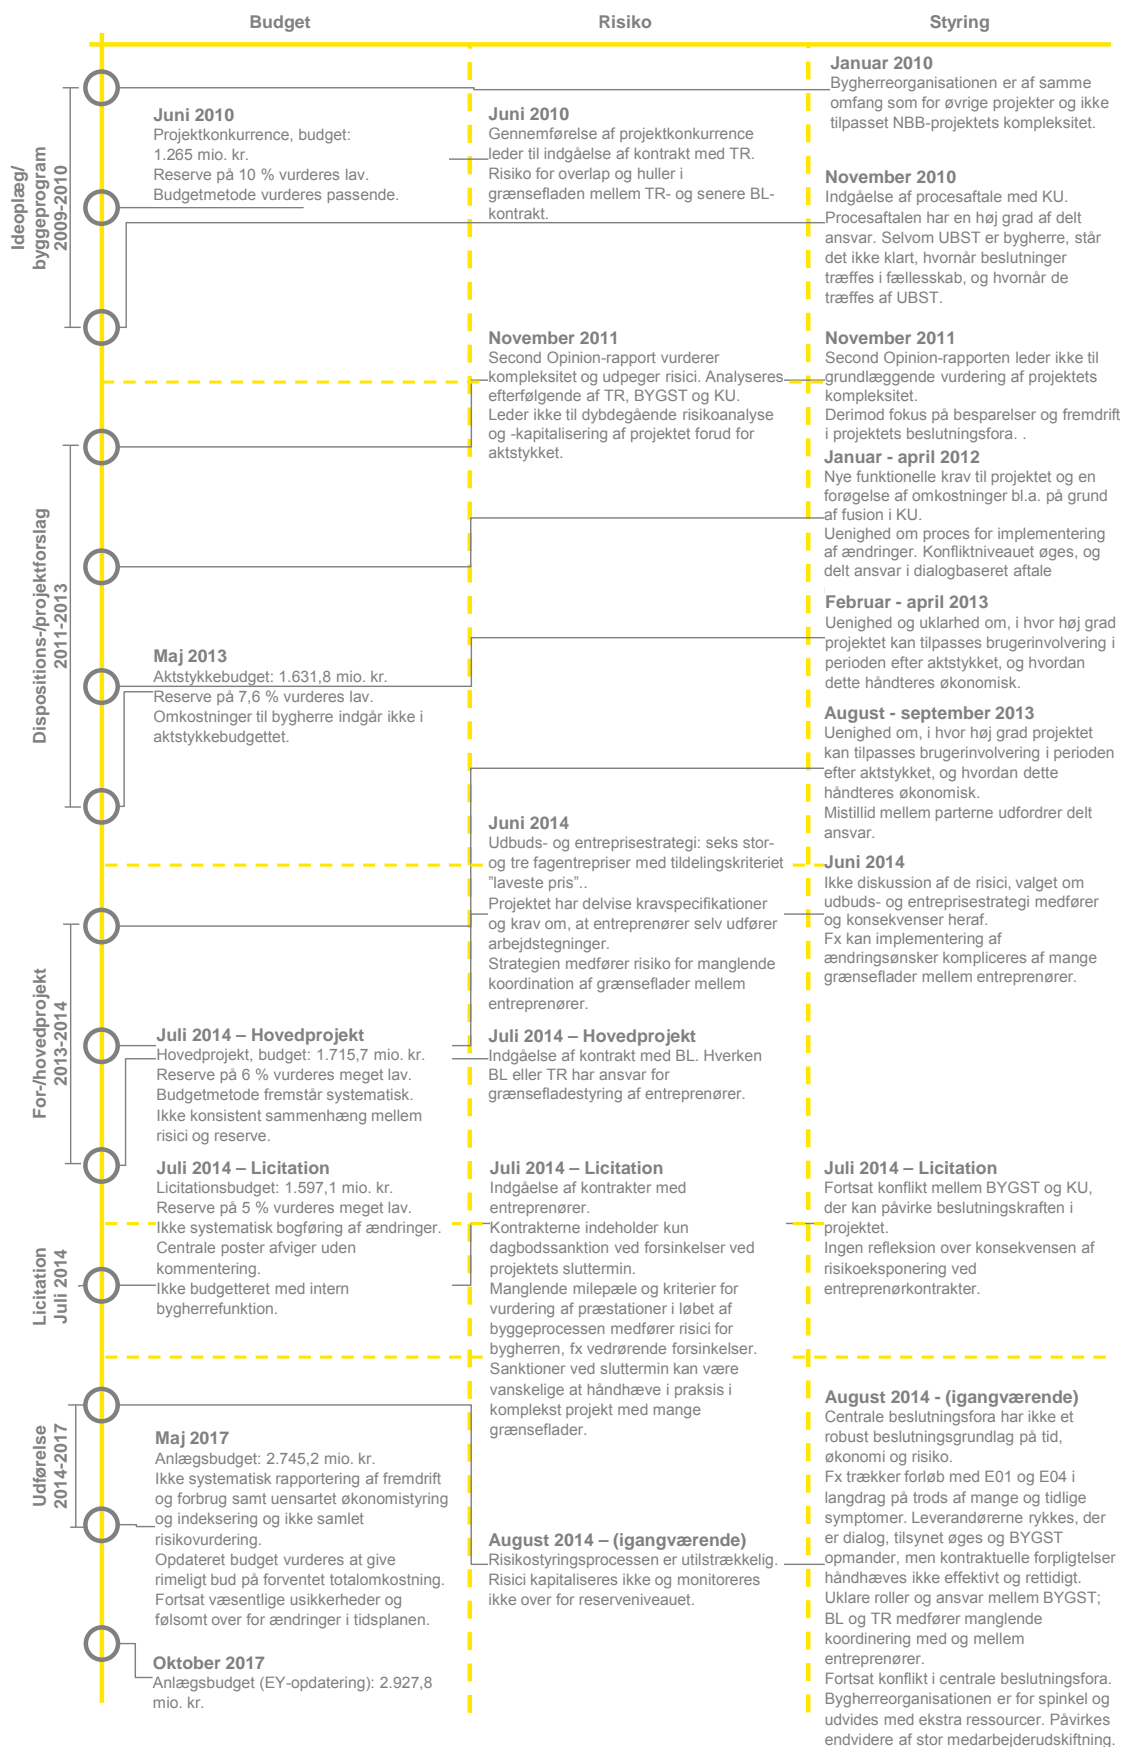 Budget
Risiko
Styring
Ideoplæg/
byggeprogram
2009-2010
Januar 2010
Bygherreorganisationen er af samme
omfang som for øvrige projekter og ikke
tilpasset NBB-projektets kompleksitet.
Juni 2010
Projektkonkurrence, budget:
1.265 mio. kr.
Reserve på 10 % vurderes lav.
Budgetmetode vurderes passende.
Juni 2010
Gennemførelse af projektkonkurrence
leder til indgåelse af kontrakt med TR.
Risiko for overlap og huller i
grænsefladen mellem TR- og senere BL-
kontrakt.
November 2010
Indgåelse af procesaftale med KU.
Procesaftalen har en høj grad af delt
ansvar. Selvom UBST er bygherre, står
det ikke klart, hvornår beslutninger
træffes i fællesskab, og hvornår de
træffes af UBST.
Dispositions-/projektforslag
2011-2013
November 2011
Second Opinion-rapport vurderer
kompleksitet og udpeger risici. Analyseres
efterfølgende af TR, BYGST og KU.
Leder ikke til dybdegående risikoanalyse
og -kapitalisering af projektet forud for
aktstykket.
November 2011
Second Opinion-rapporten leder ikke til
grundlæggende vurdering af projektets
kompleksitet.
Derimod fokus på besparelser og fremdrift
i projektets beslutningsfora. .
Januar - april 2012
Nye funktionelle krav til projektet og en
forøgelse af omkostninger bl.a. på grund
af fusion i KU.
Uenighed om proces for implementering
af ændringer. Konfliktniveauet øges, og
delt ansvar i dialogbaseret aftale
Februar - april 2013
Uenighed og uklarhed om, i hvor høj grad
projektet kan tilpasses brugerinvolvering i
perioden efter aktstykket, og hvordan
dette håndteres økonomisk.
Maj 2013
Aktstykkebudget: 1.631,8 mio. kr.
Reserve på 7,6 % vurderes lav.
Omkostninger til bygherre indgår ikke i
aktstykkebudgettet.
August - september 2013
Uenighed om, i hvor høj grad projektet
kan tilpasses brugerinvolvering i perioden
efter aktstykket, og hvordan dette
håndteres økonomisk.
Mistillid mellem parterne udfordrer delt
ansvar.
For-/hovedprojekt
2013-2014
Juni 2014
Udbuds- og entreprisestrategi: seks stor-
og tre fagentrepriser med tildelingskriteriet
"laveste pris"..
Projektet har delvise kravspecifikationer
og krav om, at entreprenører selv udfører
arbejdstegninger.
Strategien medfører risiko for manglende
koordination af grænseflader mellem
entreprenører.
Juni 2014
Ikke diskussion af de risici, valget om
udbuds- og entreprisestrategi medfører
og konsekvenser heraf.
Fx kan implementering af
ændringsønsker kompliceres af mange
grænseflader mellem entreprenører.
Juli 2014 – Hovedprojekt
Hovedprojekt, budget: 1.715,7 mio. kr.
Reserve på 6 % vurderes meget lav.
Budgetmetode fremstår systematisk.
Ikke konsistent sammenhæng mellem
risici og reserve.
Juli 2014 – Hovedprojekt
Indgåelse af kontrakt med BL. Hverken
BL eller TR har ansvar for
grænsefladestyring af entreprenører.
Licitation
Juli 2014
Juli 2014 – Licitation
Licitationsbudget: 1.597,1 mio. kr.
Reserve på 5 % vurderes meget lav.
Ikke systematisk bogføring af ændringer.
Centrale poster afviger uden
kommentering.
Ikke budgetteret med intern
bygherrefunktion.
Juli 2014 – Licitation
Indgåelse af kontrakter med
entreprenører.
Kontrakterne indeholder kun
dagbodssanktion ved forsinkelser ved
projektets sluttermin.
Manglende milepæle og kriterier for
vurdering af præstationer i løbet af
byggeprocessen medfører risici for
bygherren, fx vedrørende forsinkelser.
Sanktioner ved sluttermin kan være
vanskelige at håndhæve i praksis i
komplekst projekt med mange
grænseflader.
Juli 2014 – Licitation
Fortsat konflikt mellem BYGST og KU,
der kan påvirke beslutningskraften i
projektet.
Ingen refleksion over konsekvensen af
risikoeksponering ved
entreprenørkontrakter.
Udførelse
2014-2017
Maj 2017
Anlægsbudget: 2.745,2 mio. kr.
Ikke systematisk rapportering af fremdrift
og forbrug samt uensartet økonomistyring
og indeksering og ikke samlet
risikovurdering.
Opdateret budget vurderes at give
rimeligt bud på forventet totalomkostning.
Fortsat væsentlige usikkerheder og
følsomt over for ændringer i tidsplanen.
August 2014 – (igangværende)
Risikostyringsprocessen er utilstrækkelig.
Risici kapitaliseres ikke og monitoreres
ikke over for reserveniveauet.
August 2014 - (igangværende)
Centrale beslutningsfora har ikke et
robust beslutningsgrundlag på tid,
økonomi og risiko.
Fx trækker forløb med E01 og E04 i
langdrag på trods af mange og tidlige
symptomer. Leverandørerne rykkes, der
er dialog, tilsynet øges og BYGST
opmander, men kontraktuelle forpligtelser
håndhæves ikke effektivt og rettidigt.
Uklare roller og ansvar mellem BYGST;
BL og TR medfører manglende
koordinering med og mellem
entreprenører.
Fortsat konflikt i centrale beslutningsfora.
Bygherreorganisationen er for spinkel og
udvides med ekstra ressourcer. Påvirkes
endvidere af stor medarbejderudskiftning.
Oktober 2017
Anlægsbudget (EY-opdatering): 2.927,8
mio. kr.